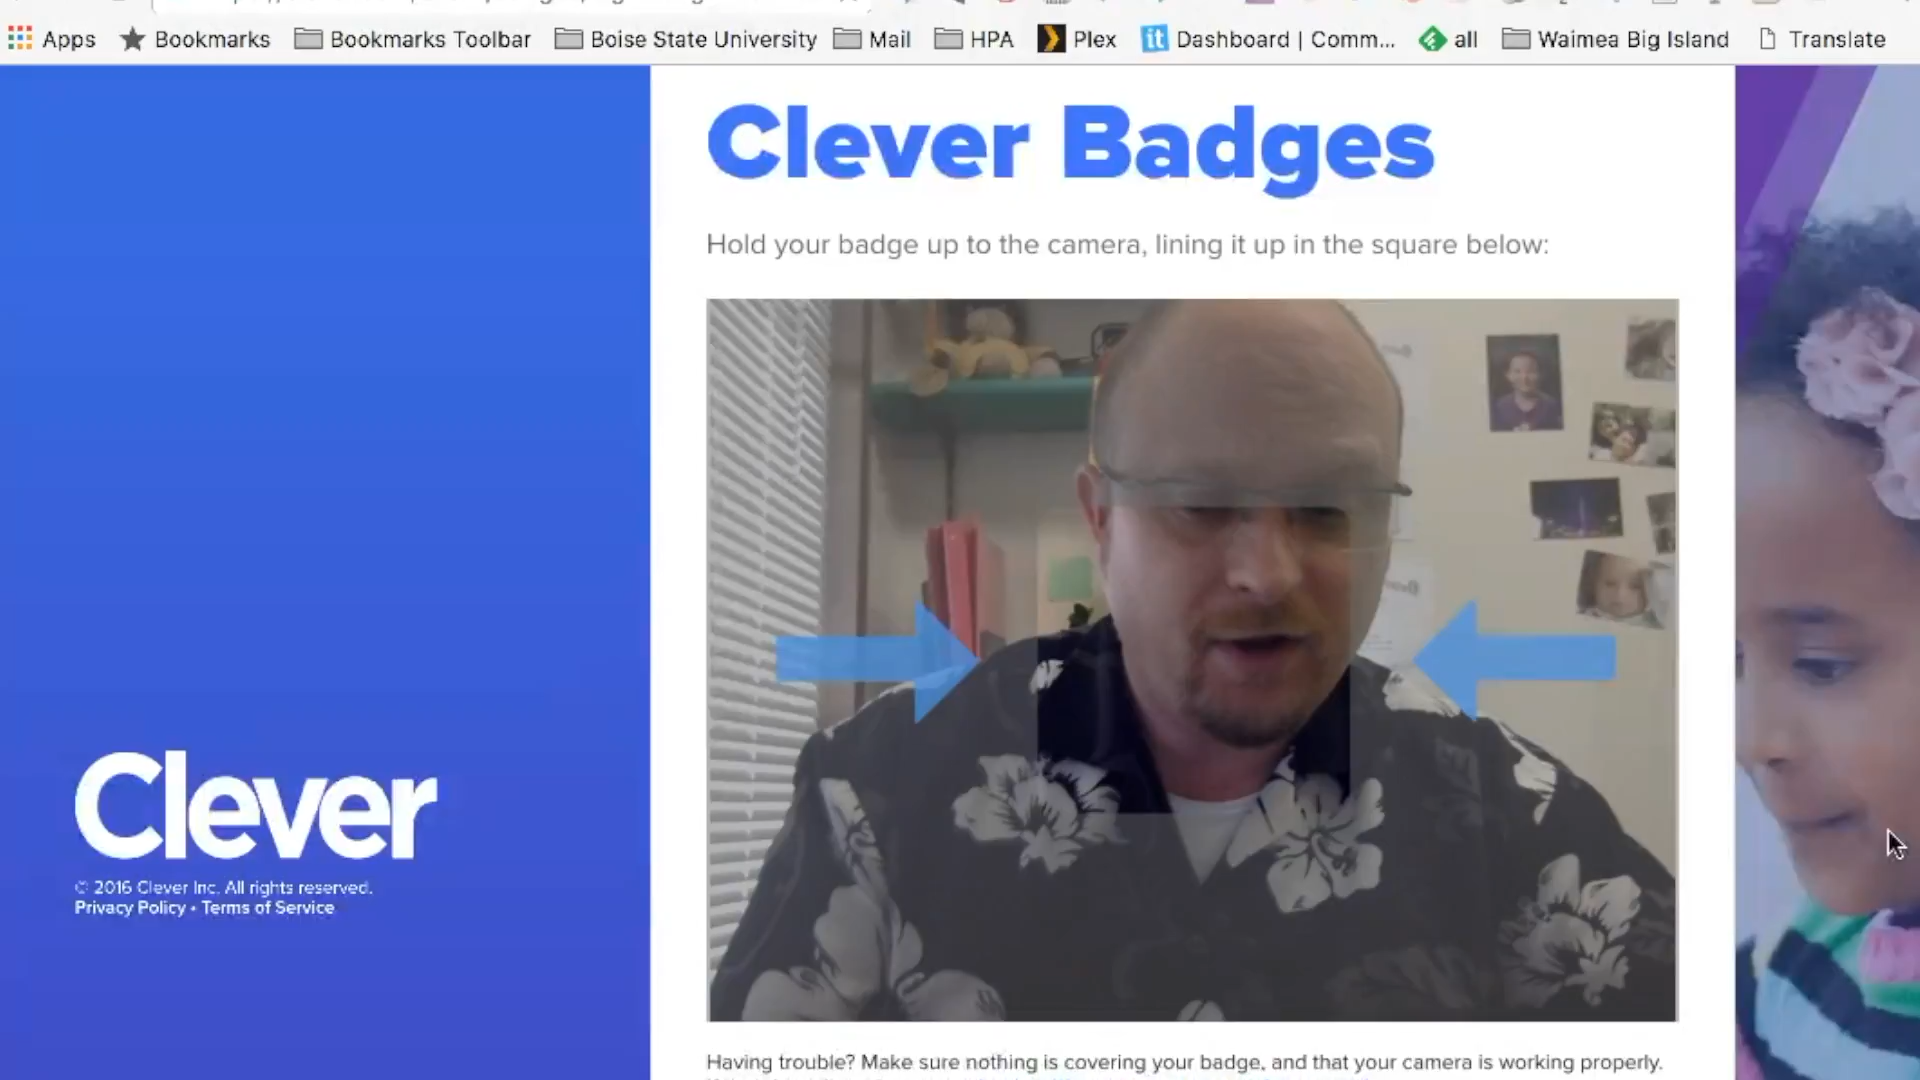 Apps Bookmarks Bookmarks Toolbar Boise State University Mail HPA Plex it Dashboard | Comm... all Waimea Big Island Translate
Clever Badges
Hold your badge up to the camera, lining it up in the square below:
Clever
© 2016 Clever Inc. All rights reserved.
Privacy Policy • Terms of Service
Having trouble? Make sure nothing is covering your badge, and that your camera is working properly.